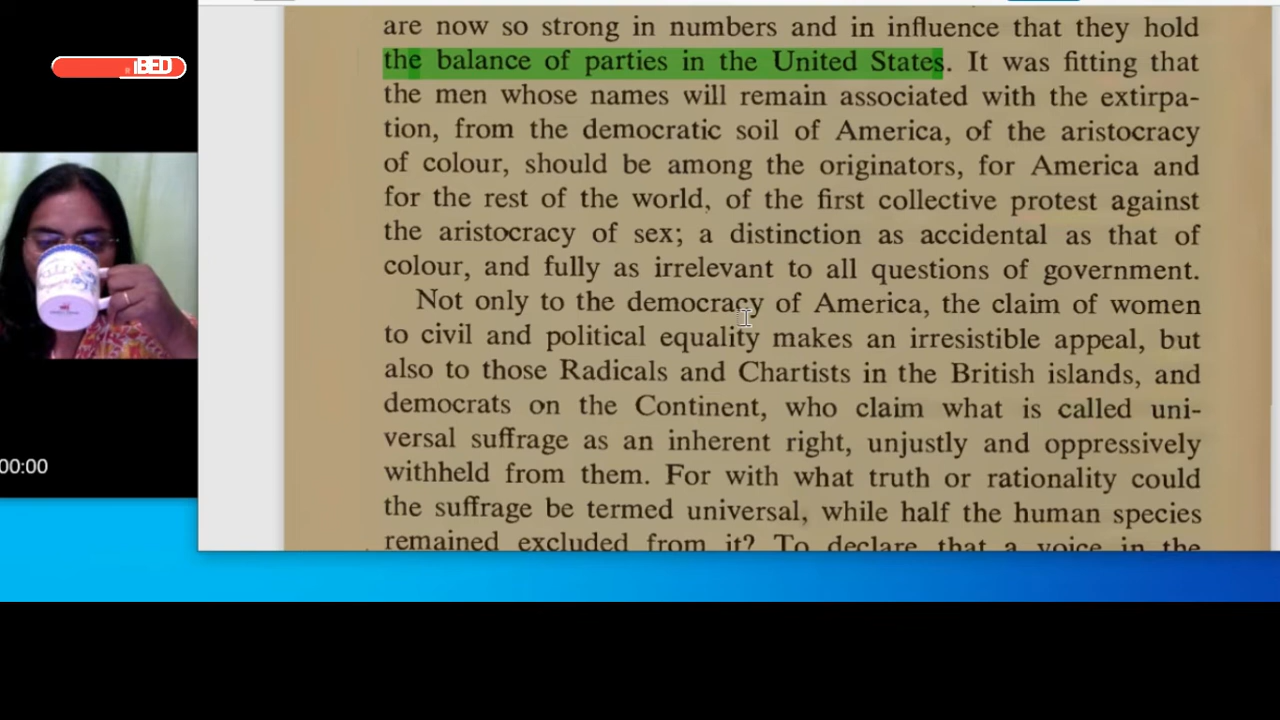 are now so strong in numbers and in influence that they hold
the balance of parties in the United States. It was fitting that
the men whose names will remain associated with the extirpa-
tion, from the democratic soil of America, of the aristocracy
of colour, should be among the originators, for America and
for the rest of the world, of the first collective protest against
the aristocracy of sex; a distinction as accidental as that of
colour, and fully as irrelevant to all questions of government.
Not only to the democracy of America, the claim of women
to civil and political equality makes an irresistible appeal, but
also to those Radicals and Chartists in the British islands, and
democrats on the Continent, who claim what is called uni-
versal suffrage as an inherent right, unjustly and oppressively
withheld from them. For with what truth or rationality could
the suffrage be termed universal, while half the human species
remained excluded from it? To declare that a voice in the
BED
00:00